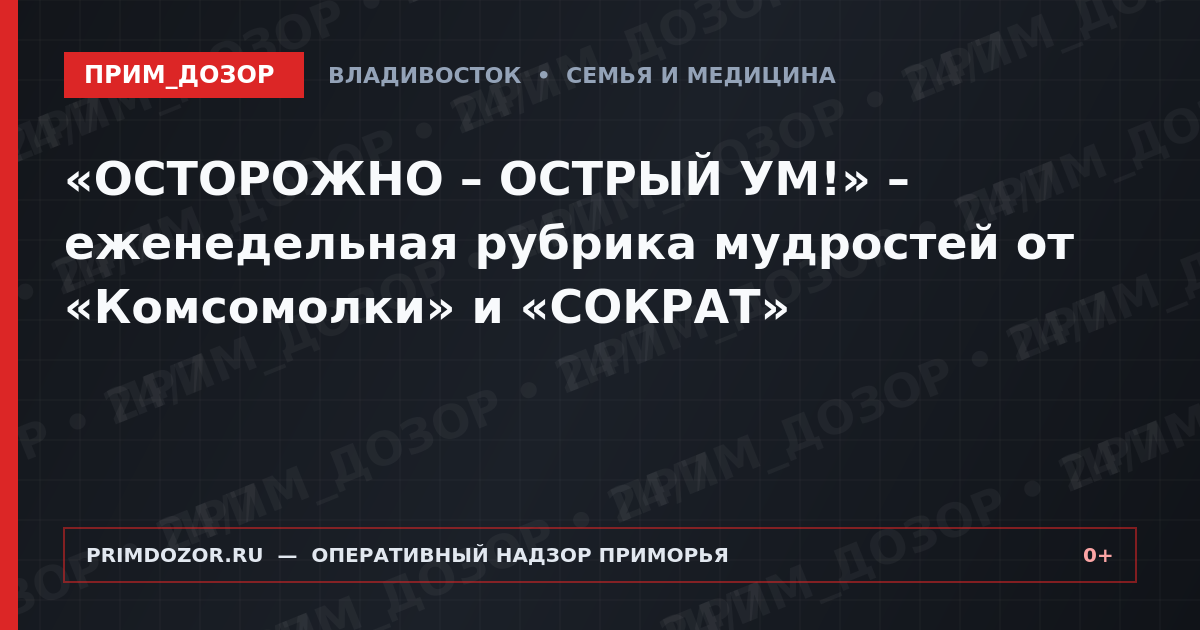 ПРИМ_ДОЗОР
ВЛАДИВОСТОК • СЕМЬЯ И МЕДИЦИНА
«ОСТОРОЖНО – ОСТРЫЙ УМ!» –
еженедельная рубрика мудростей от
«Комсомолки» и «СОКРАТ»
PRIMDOZOR.RU — ОПЕРАТИВНЫЙ НАДЗОР ПРИМОРЬЯ
0+